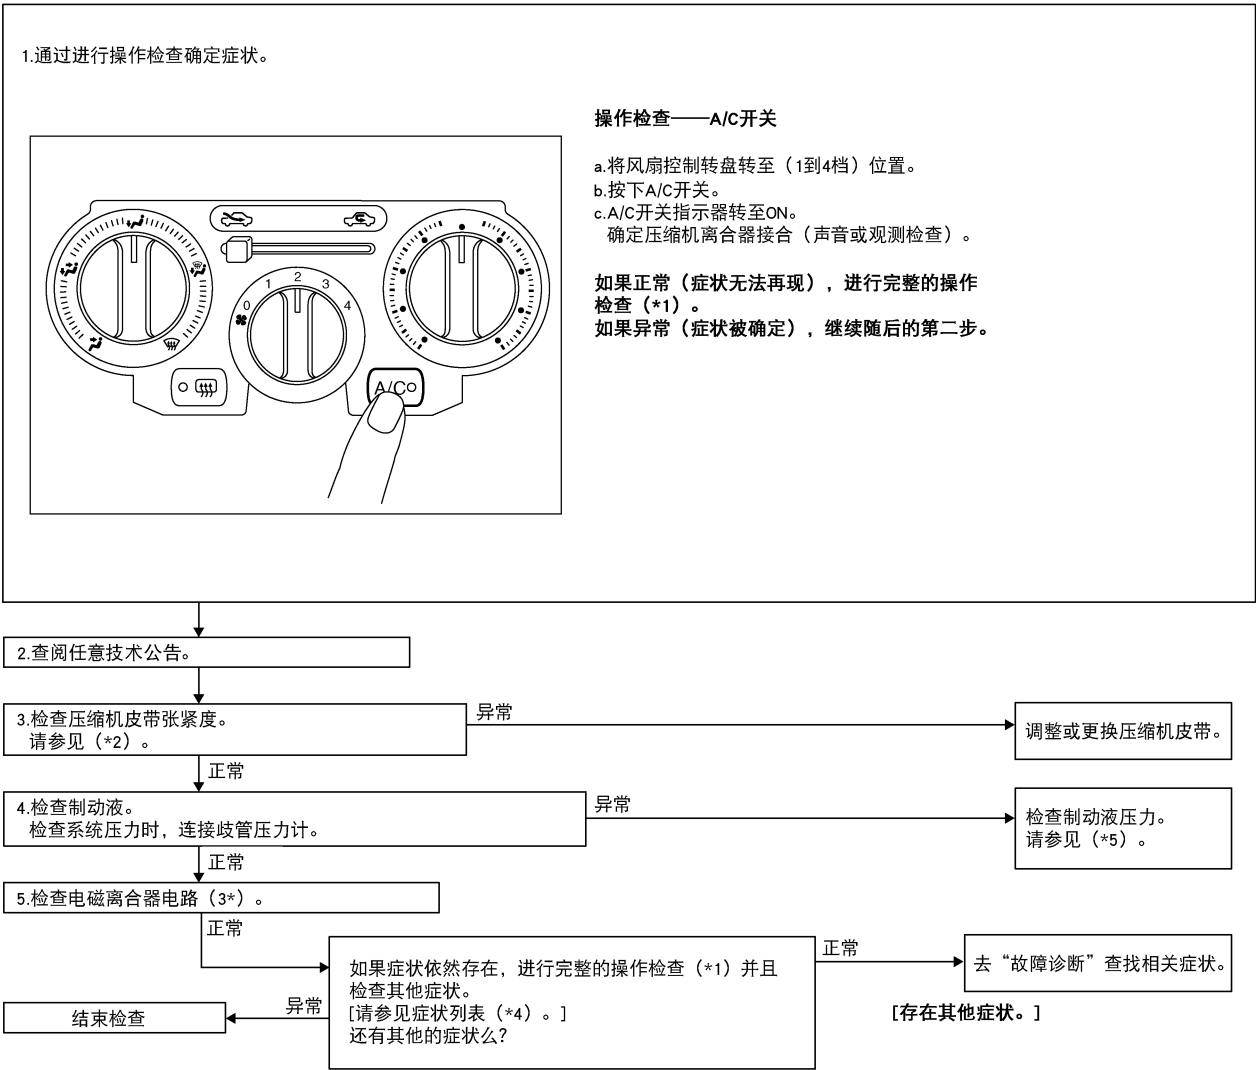 1.通过进行操作检查确定症状。
操作检查——A/C开关
a.将风扇控制转盘转至（1到4档）位置。
b.按下A/C开关。
c.A/C开关指示器转至ON。
确定压缩机离合器接合（声音或观测检查）。
如果正常（症状无法再现），进行完整的操作
检查（*1）。
如果异常（症状被确定），继续随后的第二步。
0
1
2
3
4
A/C
2.查阅任意技术公告。
3.检查压缩机皮带张紧度。
请参见（*2）。
异常
调整或更换压缩机皮带。
正常
4.检查制动液。
检查系统压力时，连接歧管压力计。
异常
检查制动液压力。
请参见（*5）。
正常
5.检查电磁离合器电路（3*）。
正常
如果症状依然存在，进行完整的操作检查（*1）并且
检查其他症状。
[请参见症状列表（*4）。]
还有其他的症状么？
正常
去“故障诊断”查找相关症状。
[存在其他症状。]
异常
结束检查